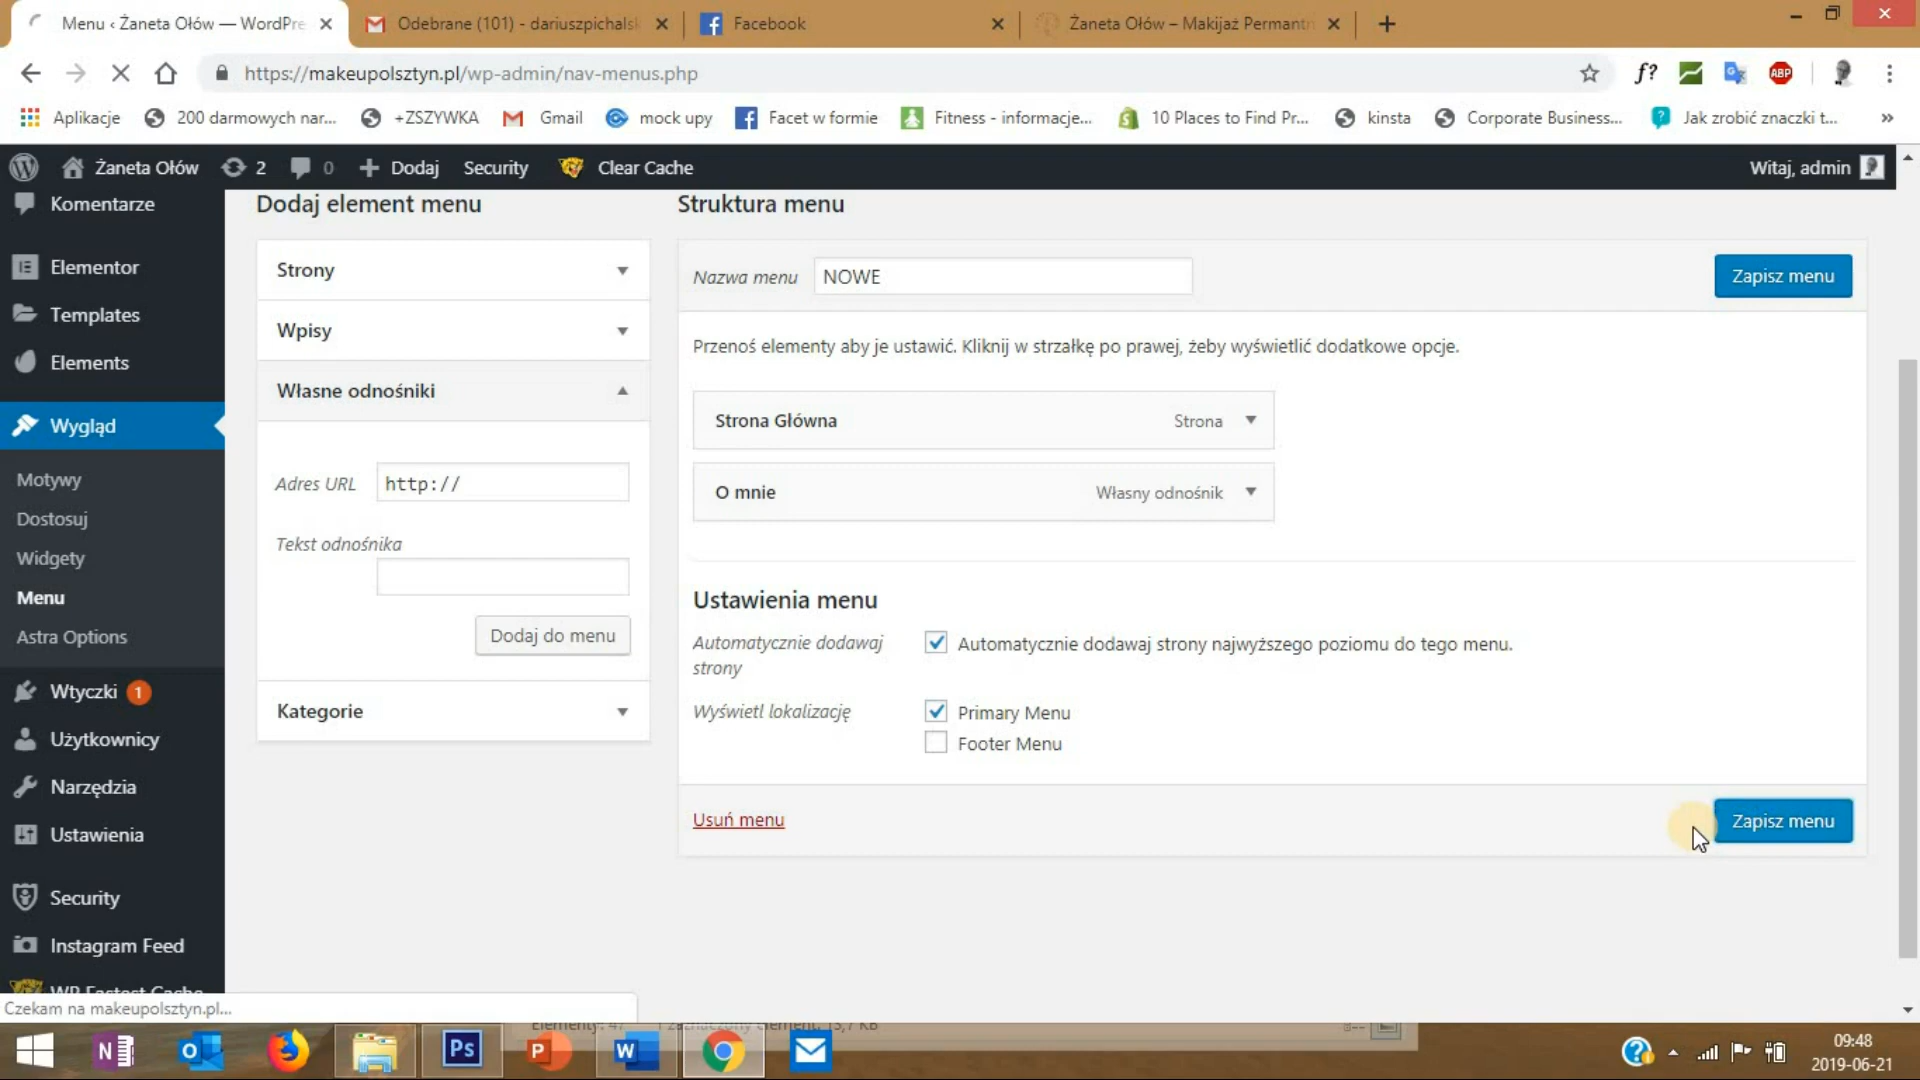 Menu ‹ Żaneta Ołów — WordPre
Odebrane (101) - dariuszpichalsk
Facebook
Żaneta Ołów – Makijaż Permantn
https://makeupolsztyn.pl/wp-admin/nav-menus.php
f?
ABP
Aplikacje
200 darmowych nar...
+ZSZYWKA
Gmail
mock upy
Facet w formie
Fitness - informacje...
10 Places to Find Pr...
kinsta
Corporate Business...
Jak zrobić znaczki t...
»
Żaneta Ołów
2
0
Dodaj
Security
Clear Cache
Witaj, admin
Komentarze
Elementor
Templates
Elements
Wygląd
Motywy
Dostosuj
Widgety
Menu
Astra Options
Wtyczki 1
Użytkownicy
Narzędzia
Ustawienia
Security
Instagram Feed
WP Fastest Cache
Dodaj element menu
Strony
Wpisy
Własne odnośniki
Adres URL
http://
Tekst odnośnika
Dodaj do menu
Kategorie
Struktura menu
Nazwa menu
NOWE
Zapisz menu
Przenoś elementy aby je ustawić. Kliknij w strzałkę po prawej, żeby wyświetlić dodatkowe opcje.
Strona Główna
Strona
O mnie
Własny odnośnik
Ustawienia menu
Automatycznie dodawaj
strony
Automatycznie dodawaj strony najwyższego poziomu do tego menu.
Wyświetl lokalizację
Primary Menu
Footer Menu
Usuń menu
Zapisz menu
Czekam na makeupolsztyn.pl...
Ps
09:48
2019-06-21